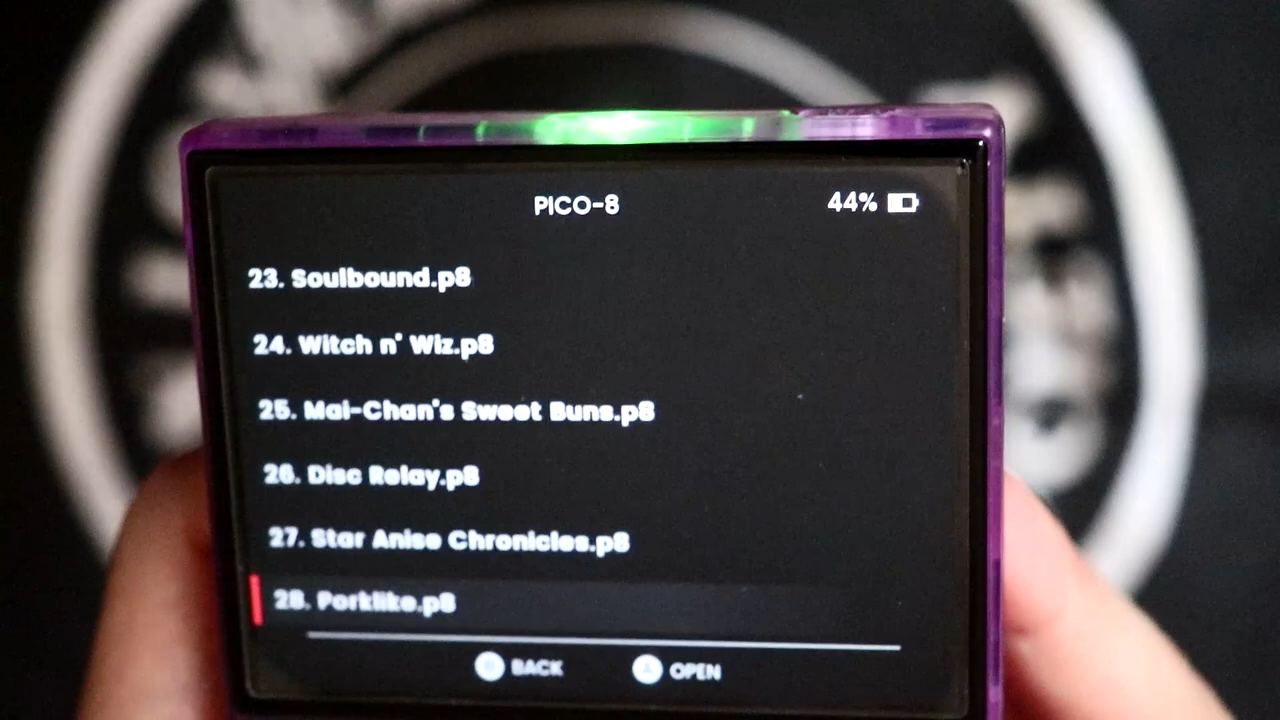 PICO-8
44%
23. Soulbound.p8
24. Witch n' Wiz.p8
25. Mai-Chan's Sweet Buns.p8
26. Disc Relay.p8
27. Star Anise Chronicles.p8
28. Porklike.p8
B BACK A OPEN